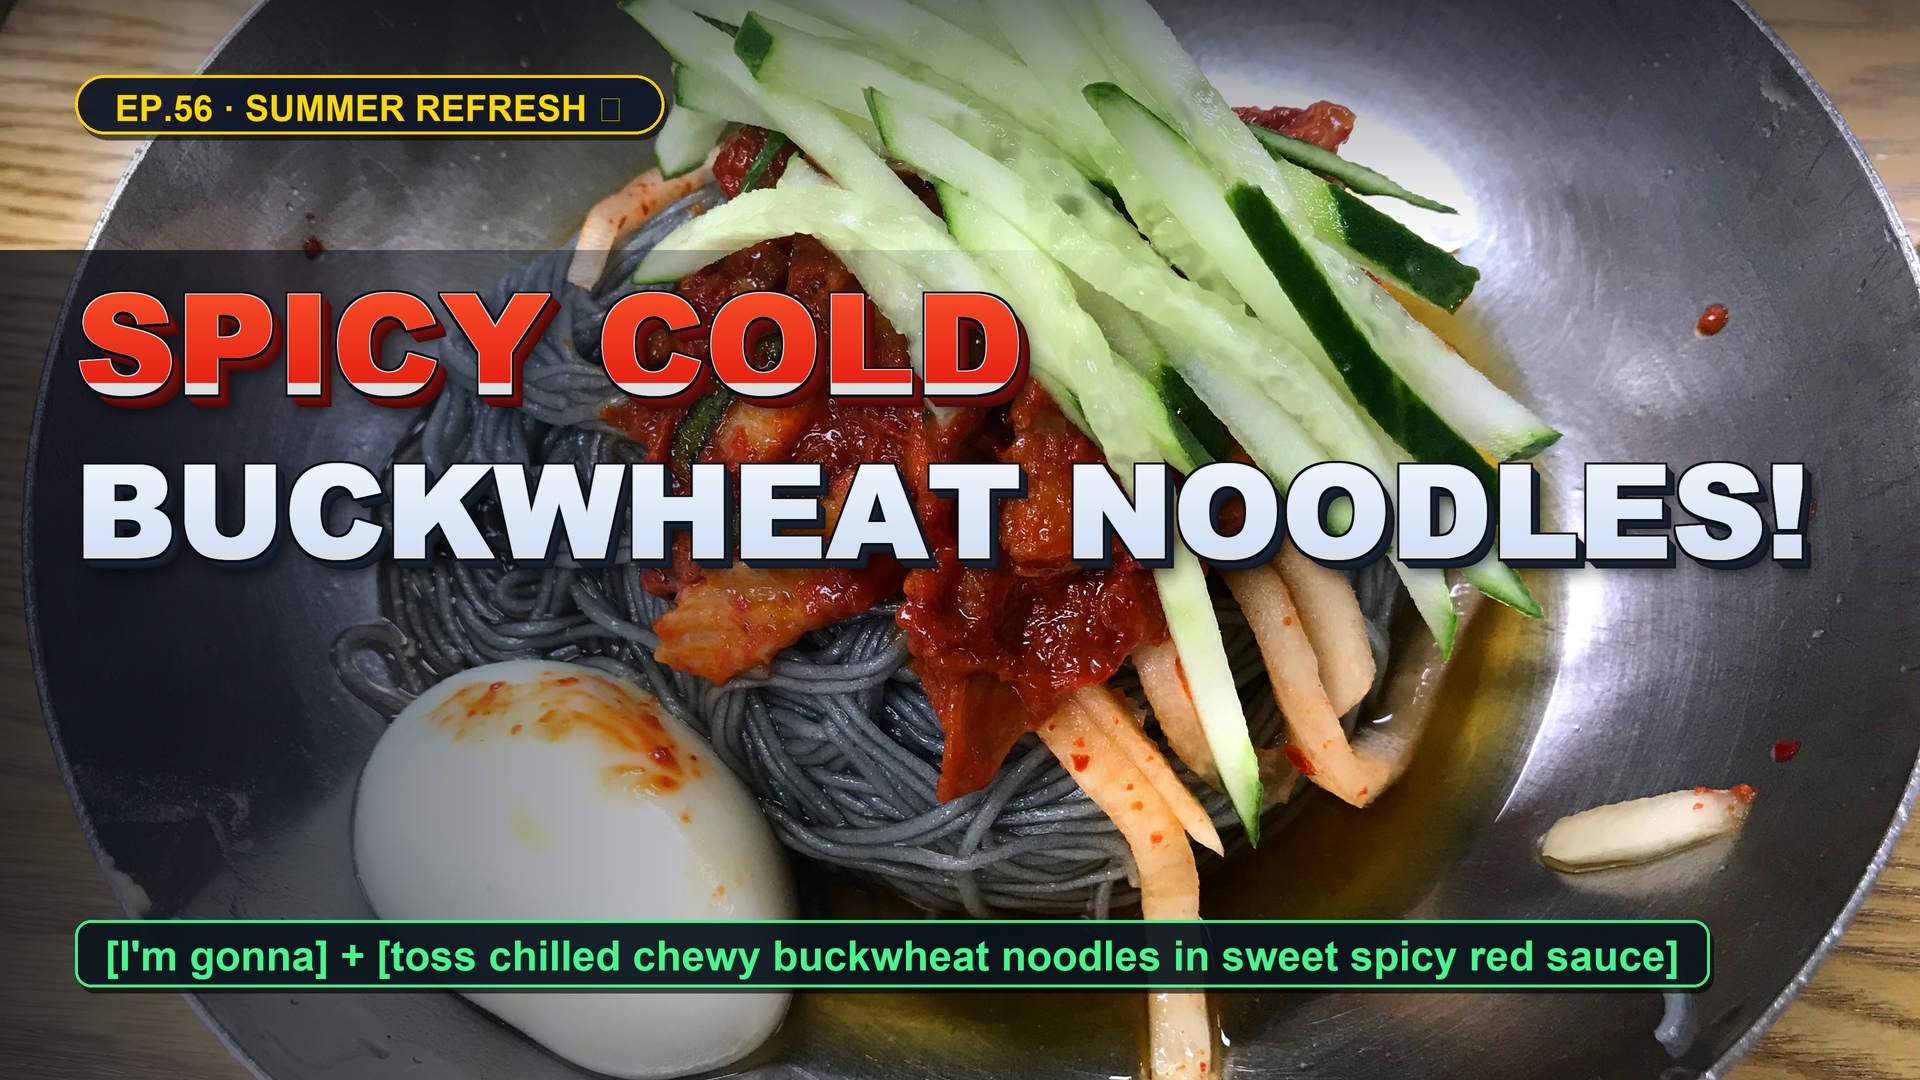 EP.56 · SUMMER REFRESH □
SPICY COLD
BUCKWHEAT NOODLES!
[I'm gonna] + [toss chilled chewy buckwheat noodles in sweet spicy red sauce]